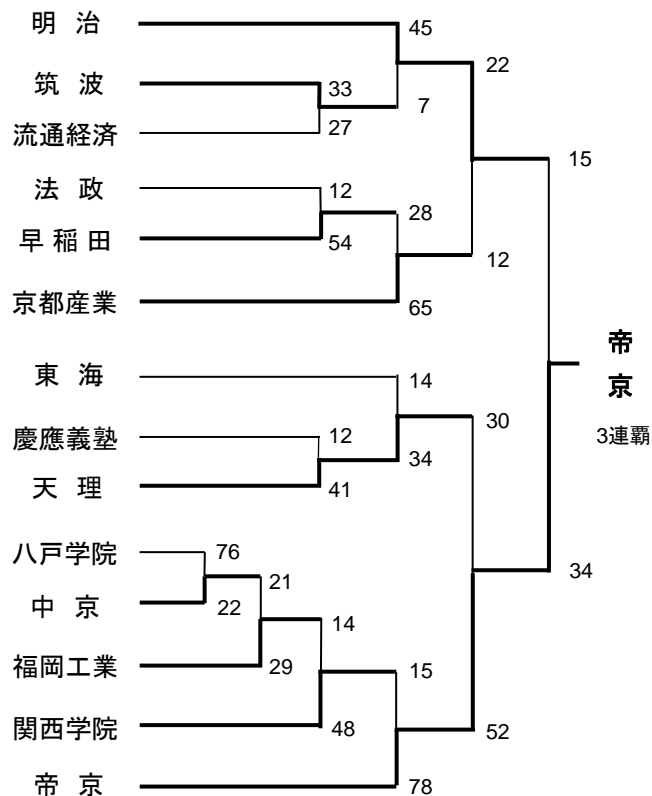 明治
45
22
筑波
33
7
流通経済
27
15
法政
12
28
早稲田
54
12
京都産業
65
帝京
3連覇
東海
14
30
慶應義塾
12
34
天理
41
八戸学院
76
21
34
中京
22
14
福岡工業
29
15
関西学院
48
52
帝京
78